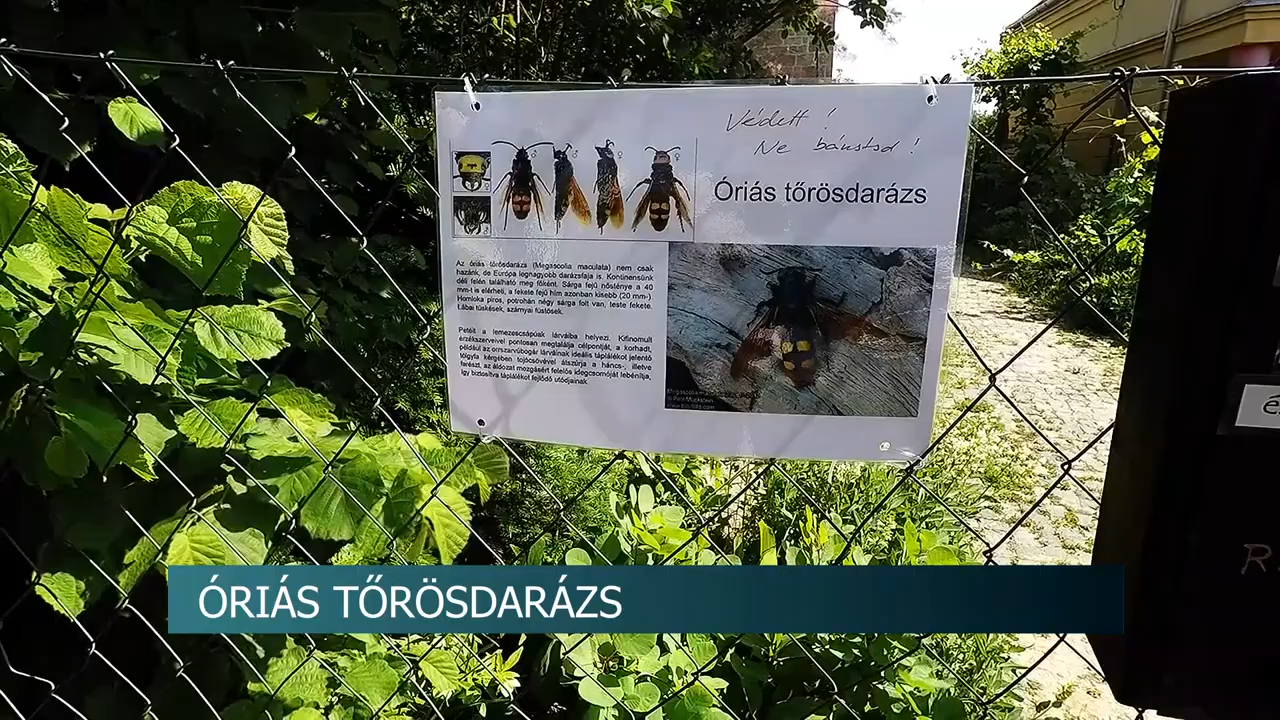 Védett!
Ne bántsd!
Óriás tőrösdarázs
Az óriás tőrösdarázs (Megascolia maculata) nem csak
hazánk, de Európa legnagyobb darázsfaja is. Kontinensünk
déli felén található meg főként. Sárga fejű nősténye a 40
mm-t is elérheti, a fekete fejű hím azonban kisebb (20 mm-).
Homloka piros, potrohán négy sárga folt van, teste fekete.
Lábai tüskések, szárnyai füstösek.
Petéit a lemezescsápúak lárváiba helyezi. Kifinomult
érzékszerveivel pontosan megtalálja célpontját, a korhadt,
például az orrszarvúbogár lárváinak ideális táplálékot jelentő
tölgyfa kérgében tojócsövével átszúrja a háncs-, illetve
farészt, az áldozat mozgásért felelős idegcsomóját lebénítja,
így biztosítva táplálékot fejlődő utódjainak.
Megascolia maculata
é
R
ÓRIÁS TŐRÖSDARÁZS